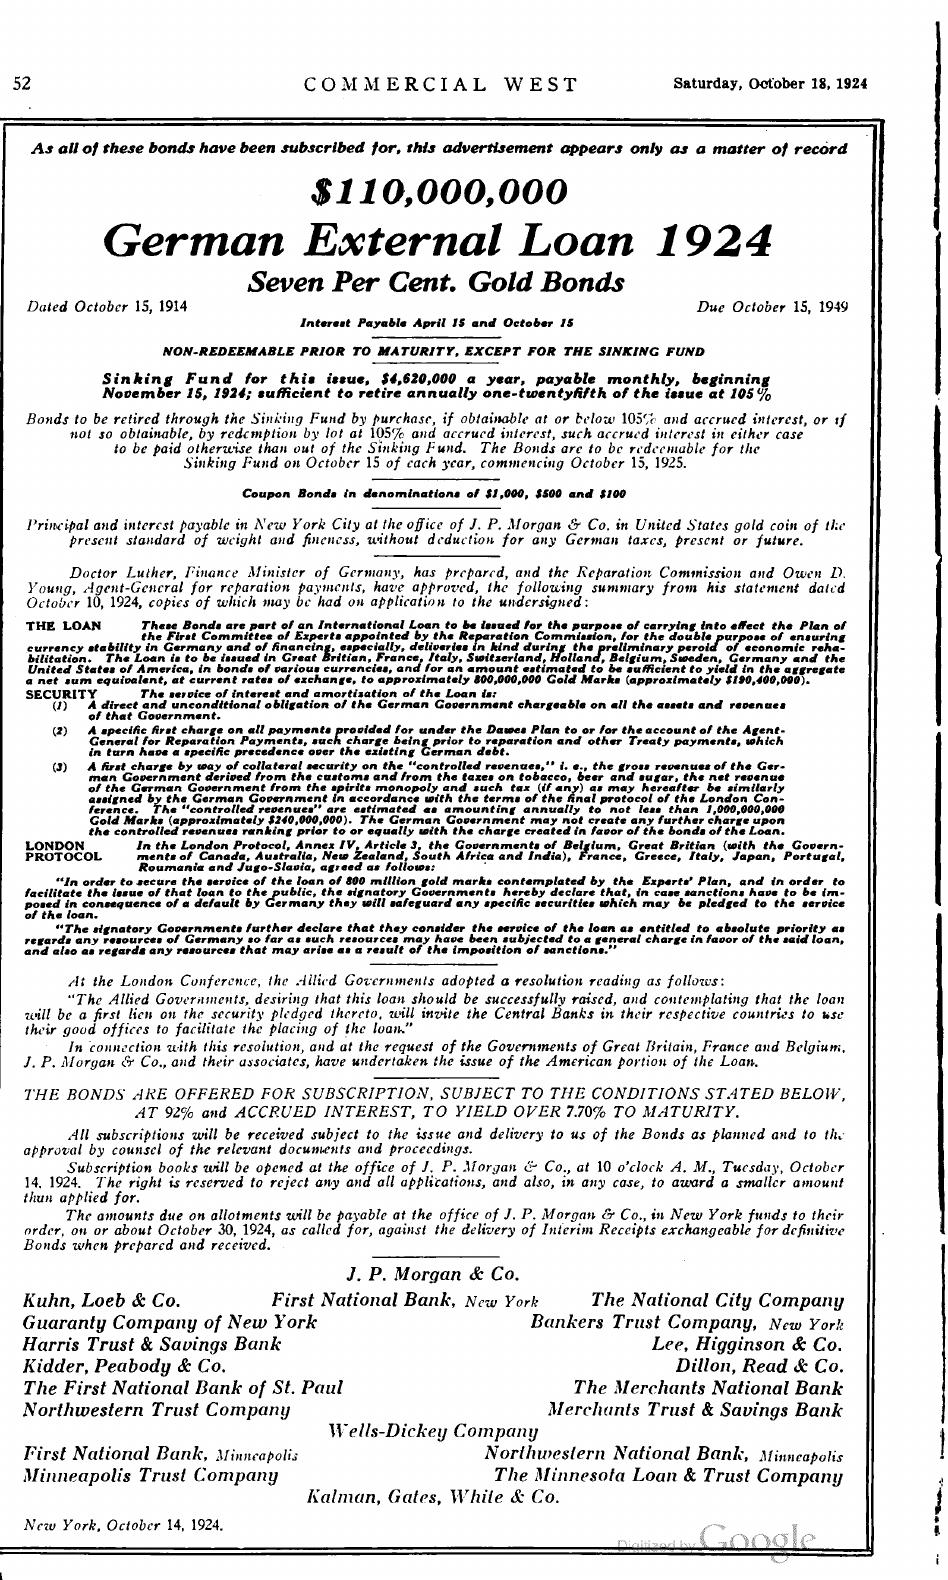 52 COMMERCIAL WEST Saturday, October 18, 1924
As all of these bonds have been subscribed for, this advertisement appears only as a matter of record
$110,000,000
German External Loan 1924
Seven Per Cent. Gold Bonds
Dated October 15, 1914 Due October 15, 1949
Interest Payable April 15 and October 15
NON-REDEEMABLE PRIOR TO MATURITY, EXCEPT FOR THE SINKING FUND
Sinking Fund for this issue, $4,620,000 a year, payable monthly, beginning
November 15, 1924; sufficient to retire annually one-twentyfifth of the issue at 105%
Bonds to be retired through the Sinking Fund by purchase, if obtainable at or below 105% and accrued interest, or if
not so obtainable, by redemption by lot at 105% and accrued interest, such accrued interest in either case
to be paid otherwise than out of the Sinking Fund. The Bonds are to be redeemable for the
Sinking Fund on October 15 of each year, commencing October 15, 1925.
Coupon Bonds in denominations of $1,000, $500 and $100
Principal and interest payable in New York City at the office of J. P. Morgan & Co. in United States gold coin of the
present standard of weight and fineness, without deduction for any German taxes, present or future.
Doctor Luther, Finance Minister of Germany, has prepared, and the Reparation Commission and Owen D.
Young, Agent-General for reparation payments, have approved, the following summary from his statement dated
October 10, 1924, copies of which may be had on application to the undersigned:
THE LOAN These Bonds are part of an International Loan to be issued for the purpose of carrying into effect the Plan of
the First Committee of Experts appointed by the Reparation Commission, for the double purpose of ensuring
currency stability in Germany and of financing, especially, deliveries in kind during the preliminary peroid of economic reha-
bilitation. The Loan is to be issued in Great Britian, France, Italy, Switzerland, Holland, Belgium, Sweden, Germany and the
United States of America, in bonds of various currencies, and for an amount estimated to be sufficient to yield in the aggregate
a net sum equivalent, at current rates of exchange, to approximately 800,000,000 Gold Marks (approximately $190,400,000).
SECURITY The service of interest and amortisation of the Loan is:
(1) A direct and unconditional obligation of the German Government chargeable on all the assets and revenues
of that Government.
(2) A specific first charge on all payments provided for under the Dawes Plan to or for the account of the Agent-
General for Reparation Payments, such charge being prior to reparation and other Treaty payments, which
in turn have a specific precedence over the existing German debt.
(3) A first charge by way of collateral security on the "controlled revenues," i. e., the gross revenues of the Ger-
man Government derived from the customs and from the taxes on tobacco, beer and sugar, the net revenue
of the German Government from the spirits monopoly and such tax (if any) as may hereafter be similarly
assigned by the German Government in accordance with the terms of the final protocol of the London Con-
ference. The "controlled revenues" are estimated as amounting annually to not less than 1,000,000,000
Gold Marks (approximately $240,000,000). The German Government may not create any further charge upon
the controlled revenues ranking prior to or equally with the charge created in favor of the bonds of the Loan.
LONDON In the London Protocol, Annex IV, Article 3, the Governments of Belgium, Great Britian (with the Govern-
PROTOCOL ments of Canada, Australia, New Zealand, South Africa and India), France, Greece, Italy, Japan, Portugal,
Roumania and Jugo-Slavia, agreed as follows:
"In order to secure the service of the loan of 800 million gold marks contemplated by the Experts' Plan, and in order to
facilitate the issue of that loan to the public, the signatory Governments hereby declare that, in case sanctions have to be im-
posed in consequence of a default by Germany they will safeguard any specific securities which may be pledged to the service
of the loan.
"The signatory Governments further declare that they consider the service of the loan as entitled to absolute priority as
regards any resources of Germany so far as such resources may have been subjected to a general charge in favor of the said loan,
and also as regards any resources that may arise as a result of the imposition of sanctions."
At the London Conference, the Allied Governments adopted a resolution reading as follows:
"The Allied Governments, desiring that this loan should be successfully raised, and contemplating that the loan
will be a first lien on the security pledged thereto, will invite the Central Banks in their respective countries to use
their good offices to facilitate the placing of the loan."
In connection with this resolution, and at the request of the Governments of Great Britain, France and Belgium,
J. P. Morgan & Co., and their associates, have undertaken the issue of the American portion of the Loan.
THE BONDS ARE OFFERED FOR SUBSCRIPTION, SUBJECT TO THE CONDITIONS STATED BELOW,
AT 92% and ACCRUED INTEREST, TO YIELD OVER 7.70% TO MATURITY.
All subscriptions will be received subject to the issue and delivery to us of the Bonds as planned and to the
approval by counsel of the relevant documents and proceedings.
Subscription books will be opened at the office of J. P. Morgan & Co., at 10 o'clock A. M., Tuesday, October
14, 1924. The right is reserved to reject any and all applications, and also, in any case, to award a smaller amount
than applied for.
The amounts due on allotments will be payable at the office of J. P. Morgan & Co., in New York funds to their
order, on or about October 30, 1924, as called for, against the delivery of Interim Receipts exchangeable for definitive
Bonds when prepared and received.
J. P. Morgan & Co.
Kuhn, Loeb & Co. First National Bank, New York The National City Company
Guaranty Company of New York Bankers Trust Company, New York
Harris Trust & Savings Bank Lee, Higginson & Co.
Kidder, Peabody & Co. Dillon, Read & Co.
The First National Bank of St. Paul The Merchants National Bank
Northwestern Trust Company Merchants Trust & Savings Bank
Wells-Dickey Company
First National Bank, Minneapolis Northwestern National Bank, Minneapolis
Minneapolis Trust Company The Minnesota Loan & Trust Company
Kalman, Gates, White & Co.
New York, October 14, 1924.
Digitized by Google